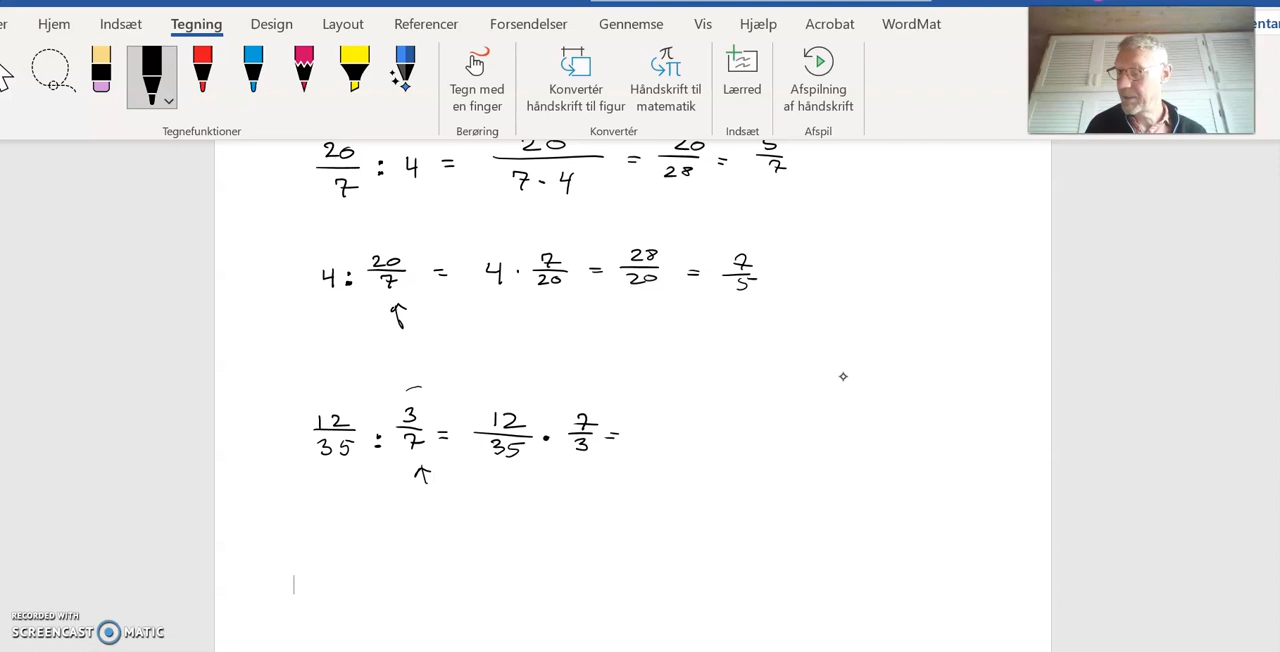 Hjem Indsæt Tegning Design Layout Referencer Forsendelser Gennemse Vis Hjælp Acrobat WordMat
Tegn med en finger
Konvertér håndskrift til figur
Håndskrift til matematik
Lærred
Afspilning af håndskrift
Tegnefunktioner Berøring Konvertér Indsæt Afspil
20/7 : 4 = 20/(7 · 4) = 20/28 = 5/7
4 : 20/7 = 4 · 7/20 = 28/20 = 7/5
12/35 : 3/7 = 12/35 · 7/3 =
RECORDED WITH
SCREENCAST MATIC